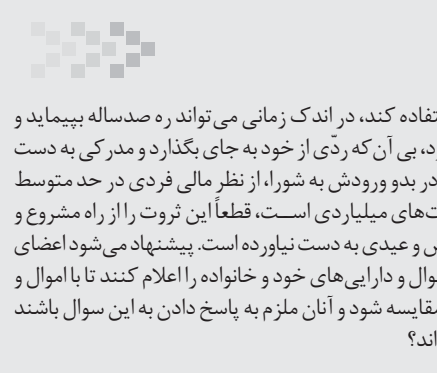 تفاده کند، در اندک زمانی می‌تواند ره صدساله بپیماید و
د، بی آن‌که ردّی از خود به جای بگذارد و مدرکی به دست
در بدو ورودش به شورا، از نظر مالی فردی در حد متوسط
ت‌های میلیاردی است، قطعاً این ثروت را از راه مشروع و
س و عیدی به دست نیاورده است. پیشنهاد می‌شود اعضای
وال و دارایی‌های خود و خانواده را اعلام کنند تا با اموال و
قایسه شود و آنان ملزم به پاسخ دادن به این سوال باشند
اند؟